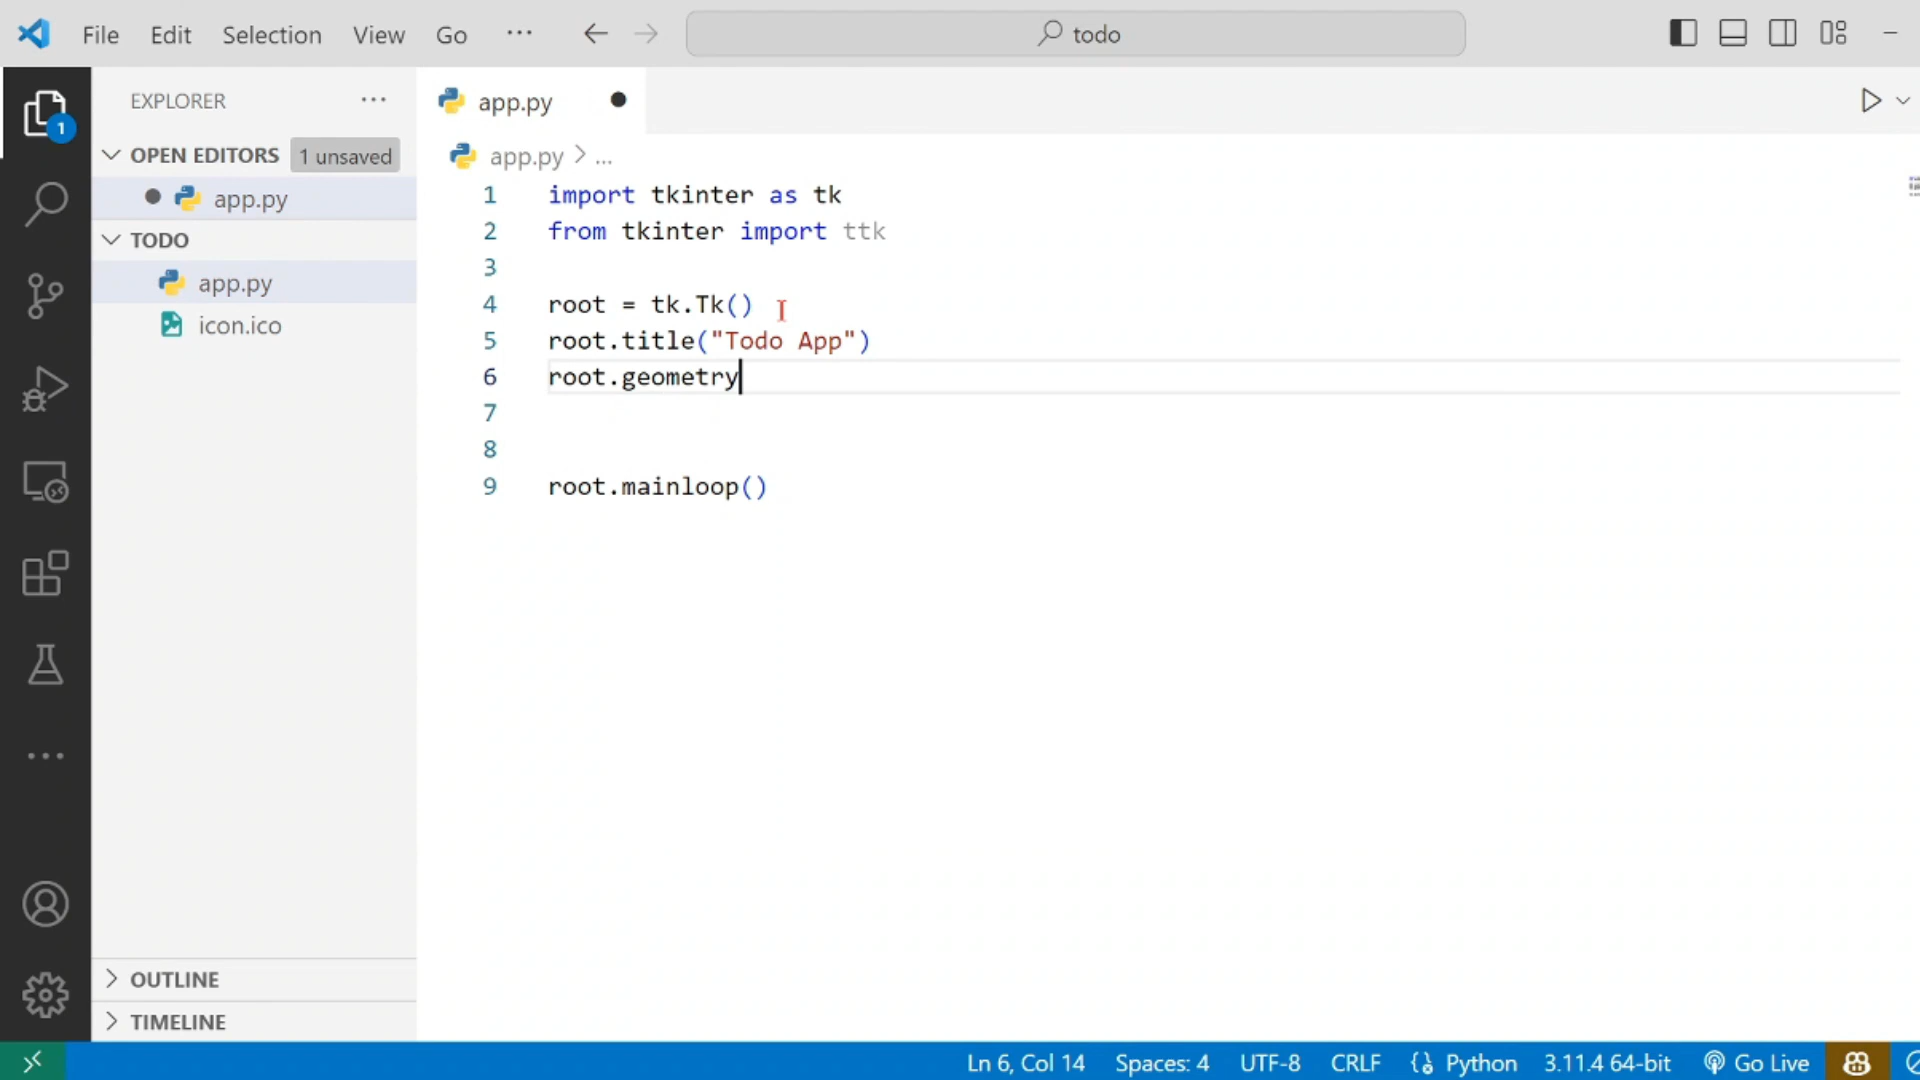 File Edit Selection View Go ... todo
EXPLORER ...
OPEN EDITORS 1 unsaved
app.py
TODO
app.py
icon.ico
OUTLINE
TIMELINE
1
app.py
app.py > ...
1 import tkinter as tk
2 from tkinter import ttk
3
4 root = tk.Tk()
5 root.title("Todo App")
6 root.geometry
7
8
9 root.mainloop()
Ln 6, Col 14 Spaces: 4 UTF-8 CRLF Python 3.11.4 64-bit Go Live